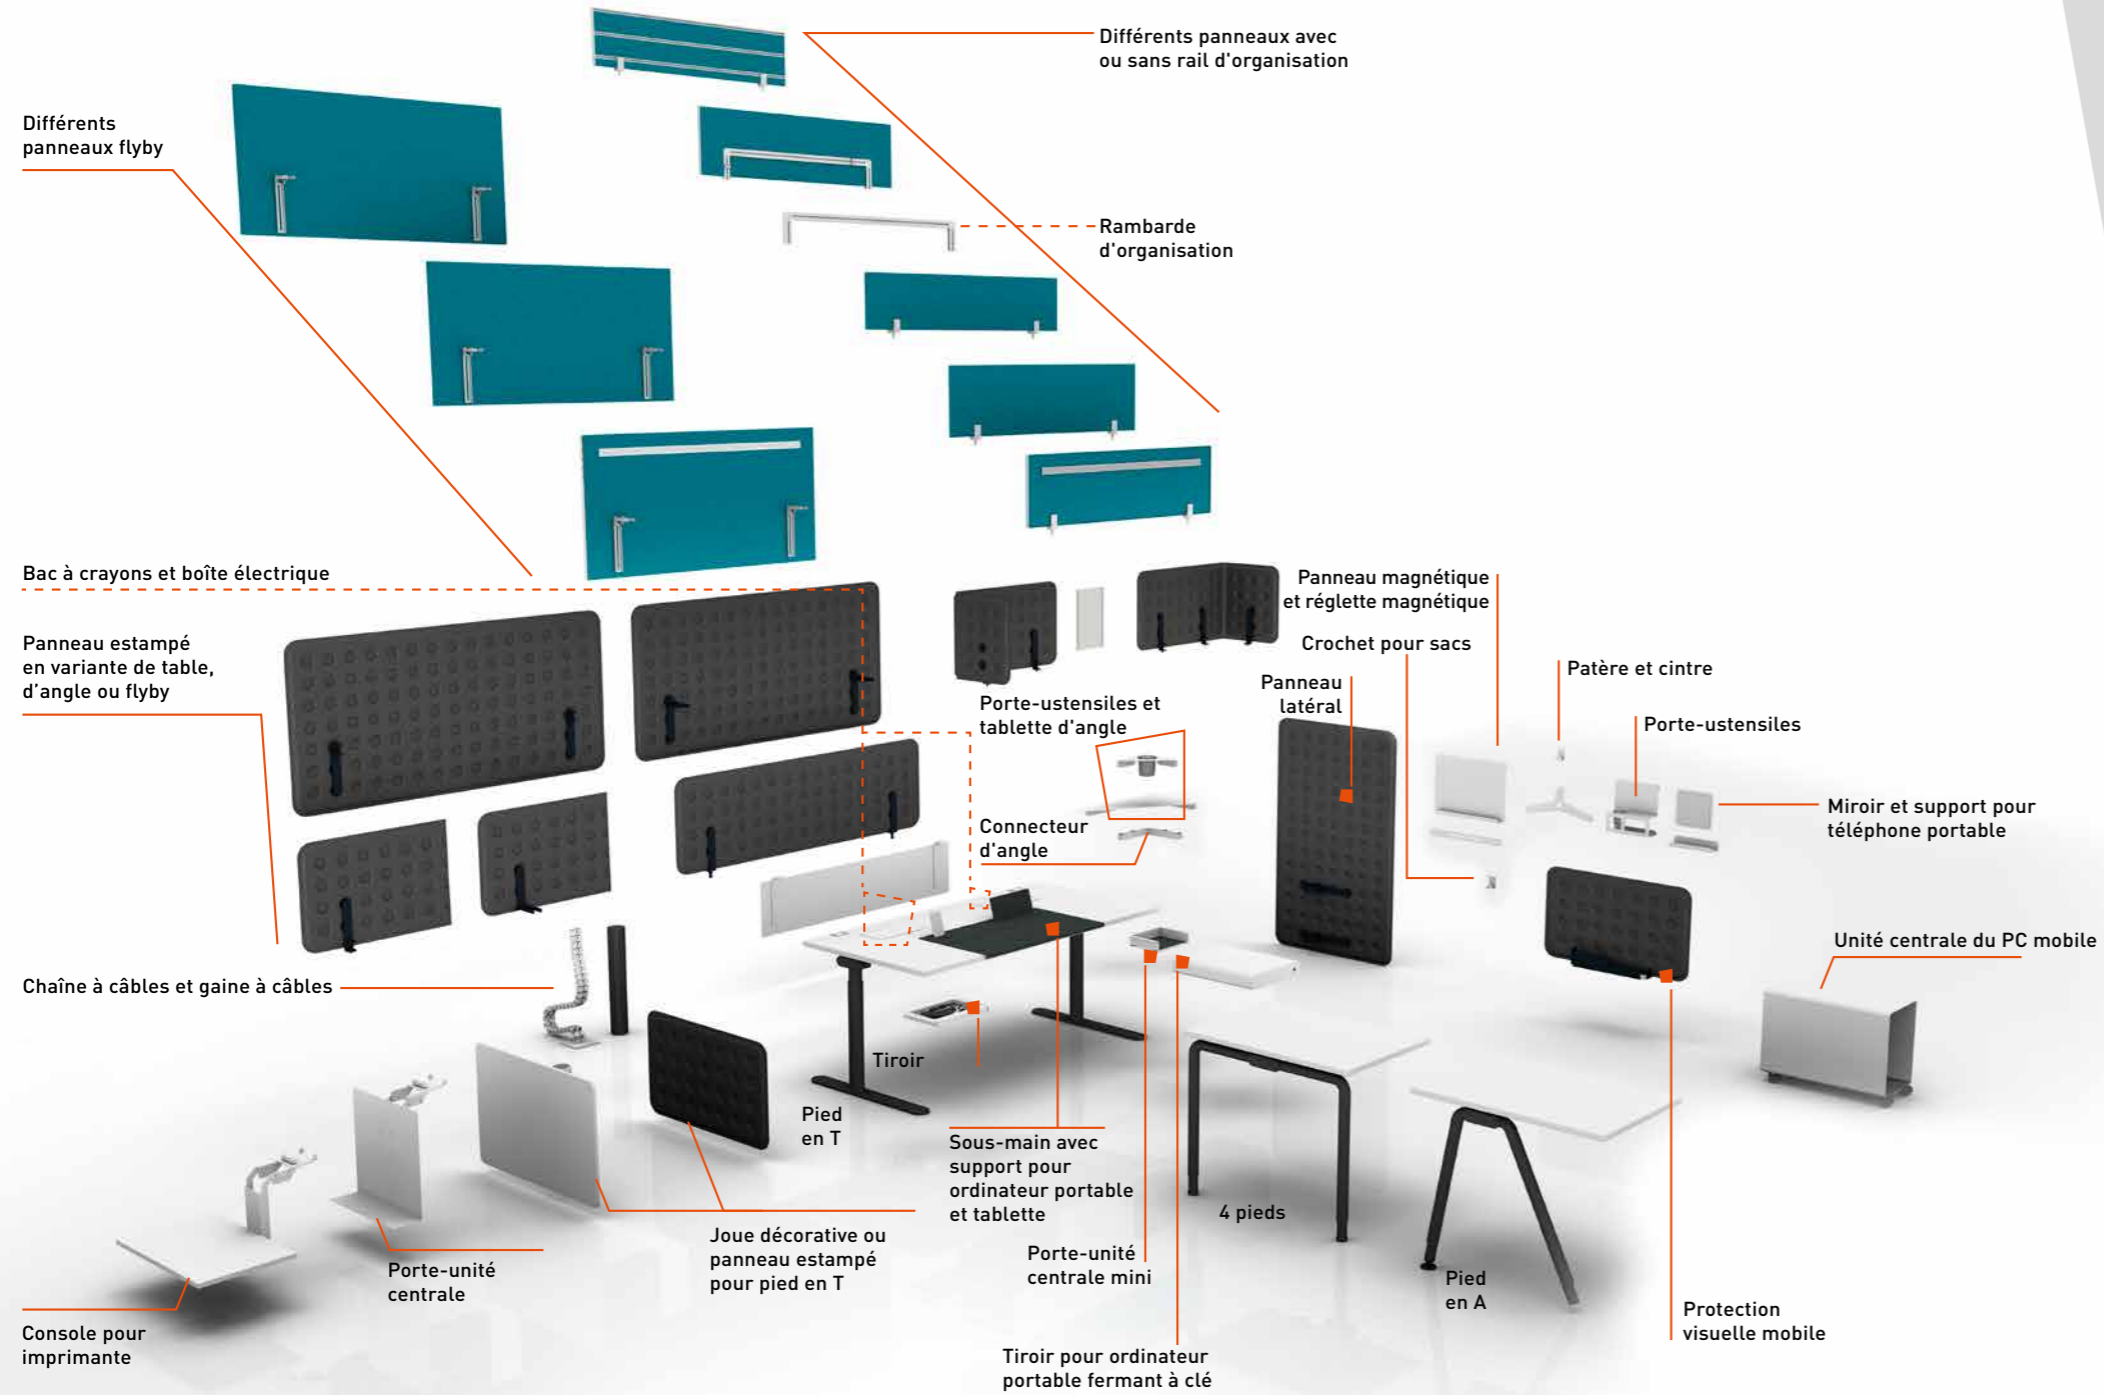 Différents panneaux avec
ou sans rail d'organisation
Différents
panneaux flyby
Rambarde
d'organisation
Bac à crayons et boîte électrique
Panneau magnétique
et réglette magnétique
Panneau estampé
en variante de table,
d’angle ou flyby
Crochet pour sacs
Patère et cintre
Panneau
latéral
Porte-ustensiles et
tablette d'angle
Porte-ustensiles
Miroir et support pour
téléphone portable
Connecteur
d'angle
Unité centrale du PC mobile
Chaîne à câbles et gaine à câbles
Tiroir
Pied
en T
Sous-main avec
support pour
ordinateur portable
et tablette
4 pieds
Joue décorative ou
panneau estampé
pour pied en T
Porte-unité
centrale mini
Porte-unité
centrale
Pied
en A
Protection
visuelle mobile
Console pour
imprimante
Tiroir pour ordinateur
portable fermant à clé